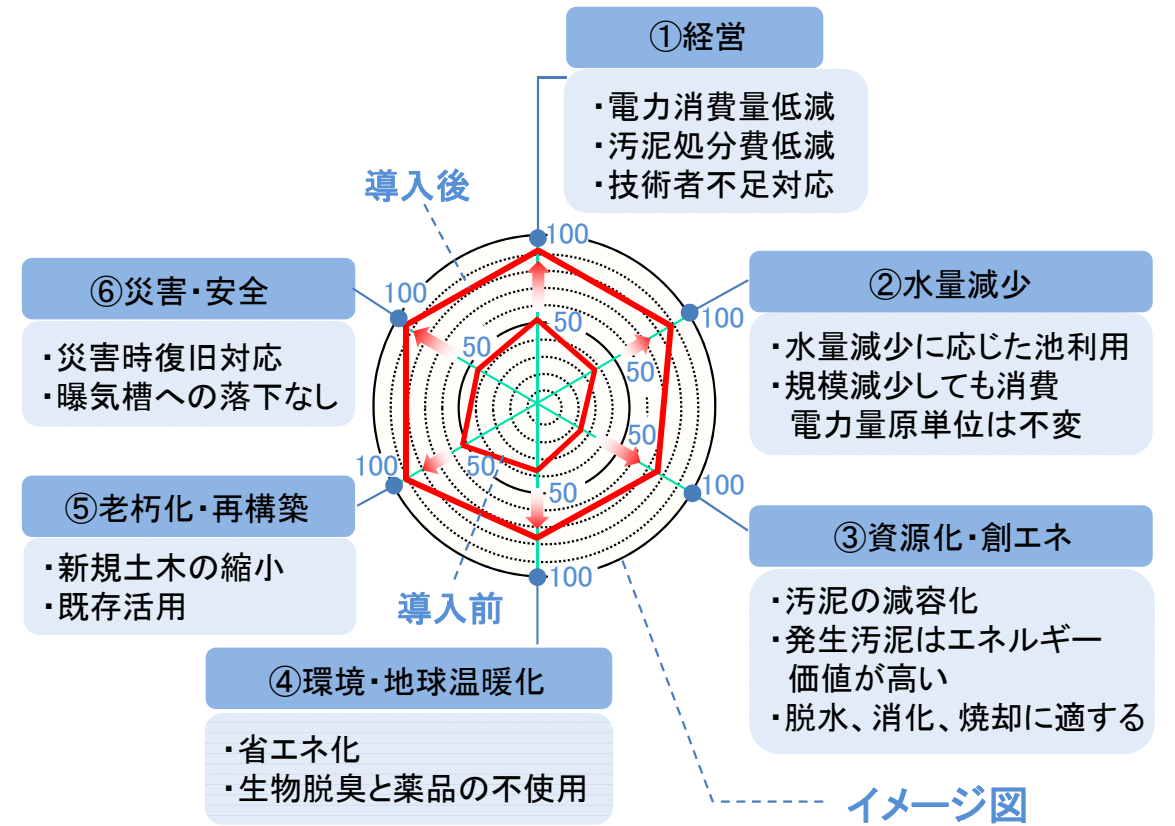 ①経営
・電力消費量低減
・汚泥処分費低減
・技術者不足対応
導入後
100
50
②水量減少
100
50
・水量減少に応じた池利用
・規模減少しても消費
電力量原単位は不変
③資源化・創エネ
100
50
・汚泥の減容化
・発生汚泥はエネルギー
価値が高い
・脱水、消化、焼却に適する
④環境・地球温暖化
100
50
・省エネ化
・生物脱臭と薬品の不使用
⑤老朽化・再構築
100
50
・新規土木の縮小
・既存活用
⑥災害・安全
100
50
・災害時復旧対応
・曝気槽への落下なし
導入前
イメージ図